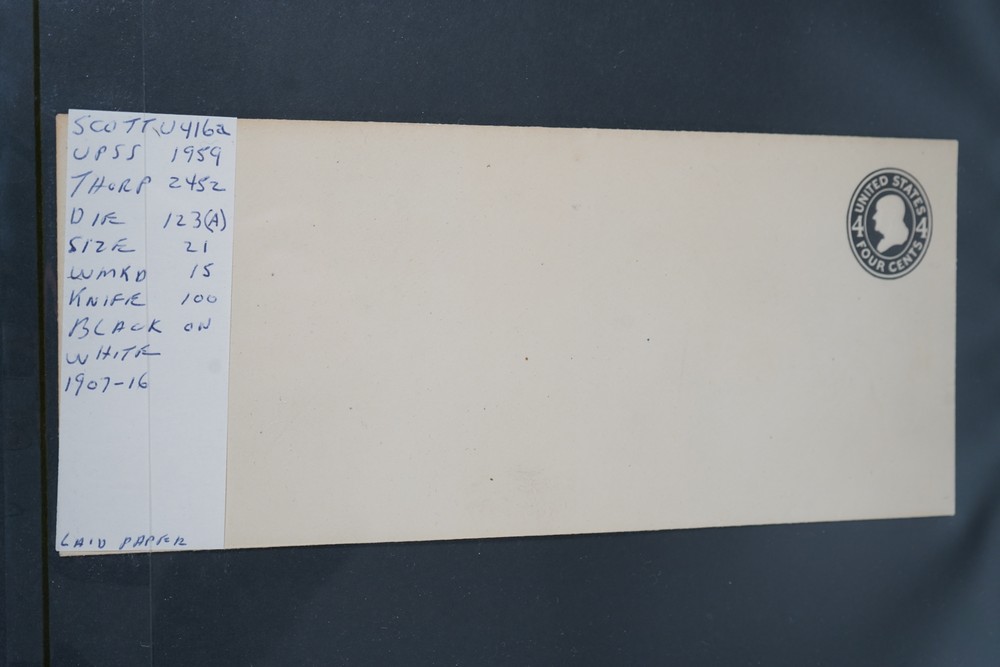 SCOTT U416a
UPSS 1959
THORP 2452
DIE 123(A)
SIZE 21
WMKD 15
KNIFE 100
BLACK ON
WHITE
1907-16
LAID PAPER
UNITED STATES
4 4
FOUR CENTS